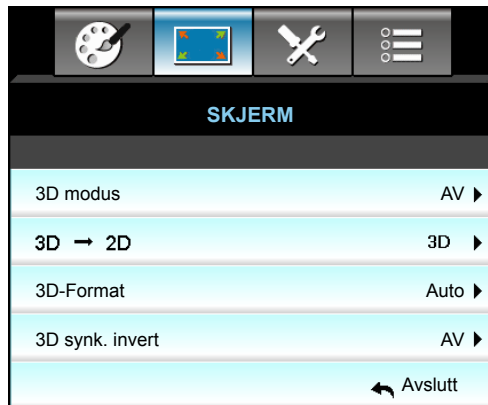 SKJERM
3D modus AV
3D → 2D 3D
3D-Format Auto
3D synk. invert AV
Avslutt